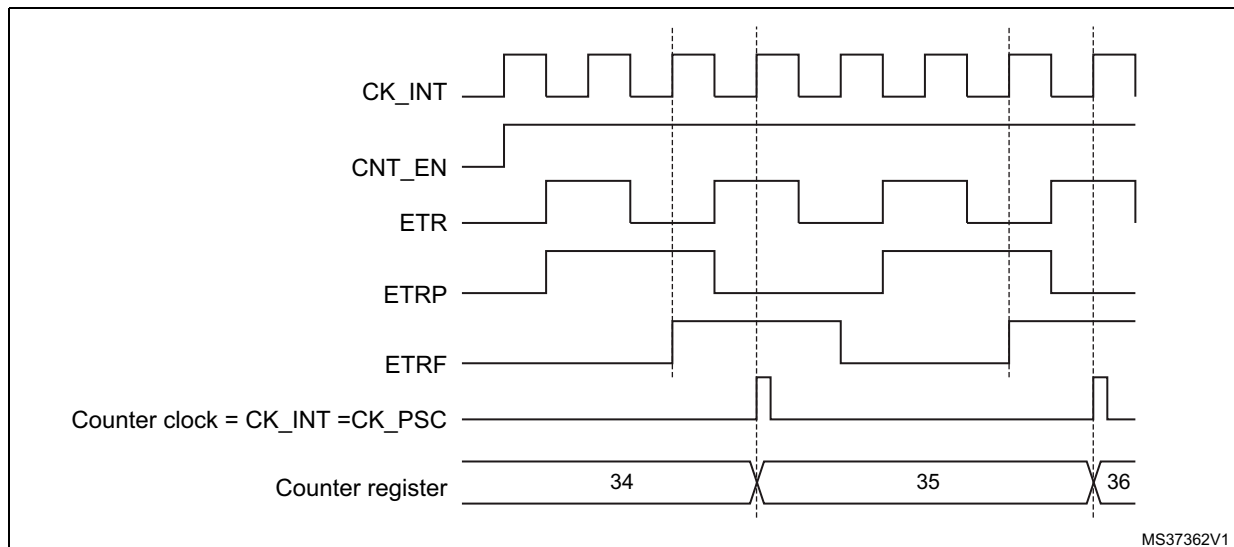 CK_INT
CNT_EN
ETR
ETRP
ETRF
Counter clock = CK_INT =CK_PSC
Counter register 34 35 36
MS37362V1